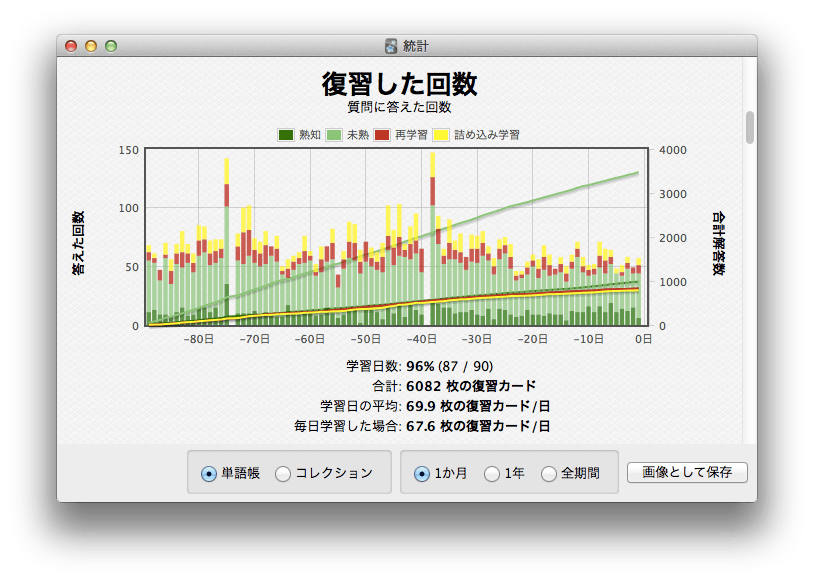 統計
復習した回数
質問に答えた回数
熟知 未熟 再学習 詰め込み学習
150 4000
100 3000
2000
50 1000
0 0
答えた回数
合計解答数
-80日 -70日 -60日 -50日 -40日 -30日 -20日 -10日 0日
学習日数: 96% (87 / 90)
合計: 6082 枚の復習カード
学習日の平均: 69.9 枚の復習カード/日
毎日学習した場合: 67.6 枚の復習カード/日
単語帳 コレクション 1か月 1年 全期間 画像として保存